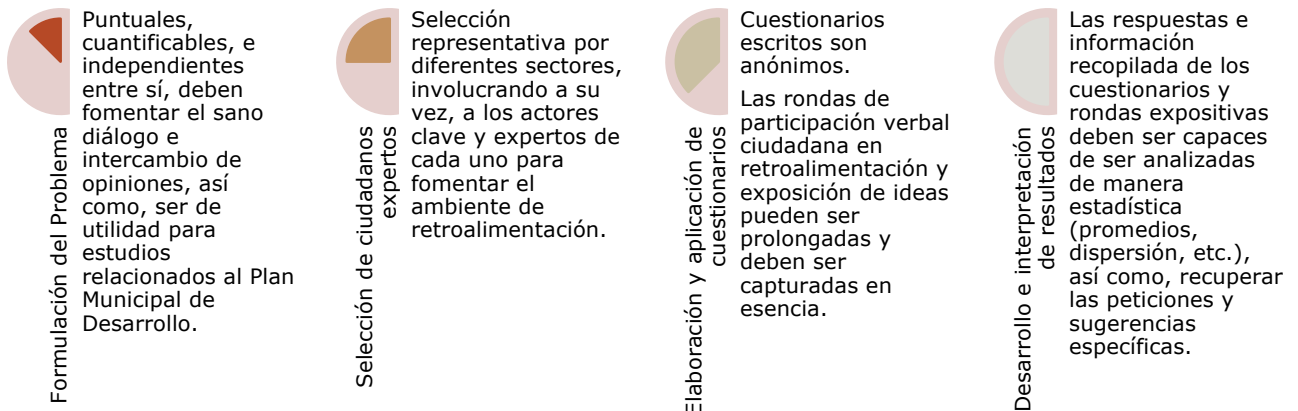 Formulación del Problema
Puntuales,
cuantificables, e
independientes
entre sí, deben
fomentar el sano
diálogo e
intercambio de
opiniones, así
como, ser de
utilidad para
estudios
relacionados al Plan
Municipal de
Desarrollo.
Selección de ciudadanos
expertos
Selección
representativa por
diferentes sectores,
involucrando a su
vez, a los actores
clave y expertos de
cada uno para
fomentar el
ambiente de
retroalimentación.
Elaboración y aplicación de
cuestionarios
Cuestionarios
escritos son
anónimos.
Las rondas de
participación verbal
ciudadana en
retroalimentación y
exposición de ideas
pueden ser
prolongadas y
deben ser
capturadas en
esencia.
Desarrollo e interpretación
de resultados
Las respuestas e
información
recopilada de los
cuestionarios y
rondas expositivas
deben ser capaces
de ser analizadas
de manera
estadística
(promedios,
dispersión, etc.),
así como, recuperar
las peticiones y
sugerencias
específicas.